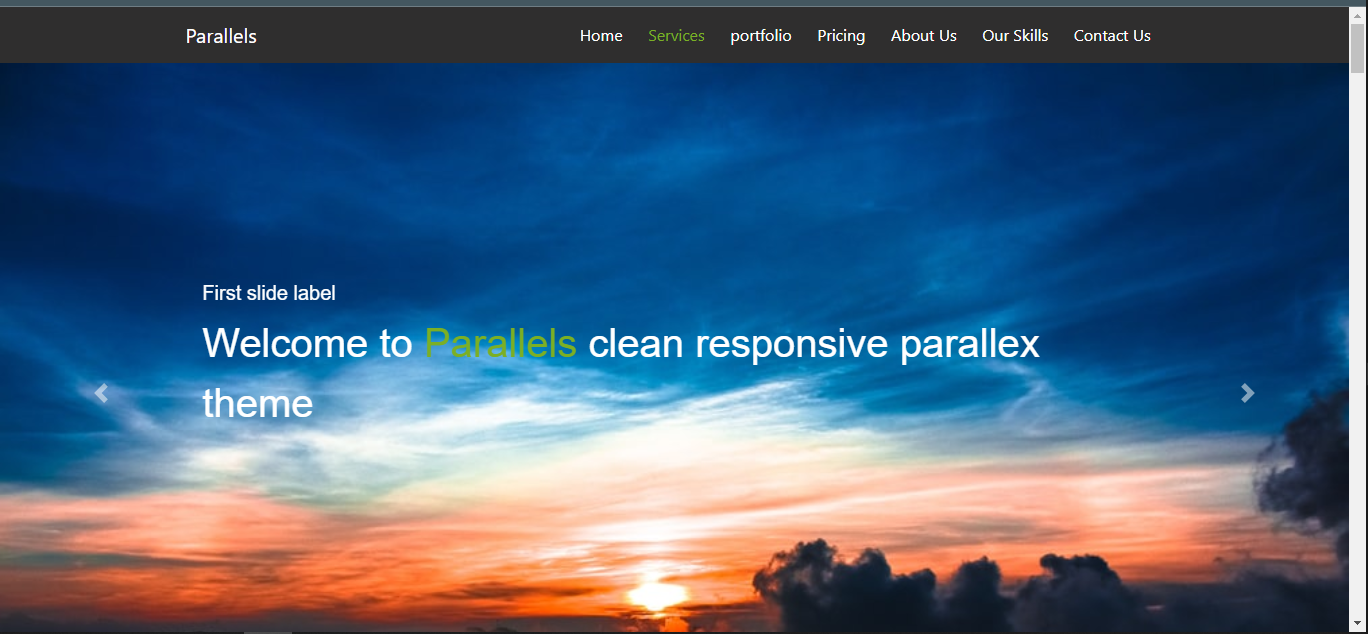 Parallels
Home Services portfolio Pricing About Us Our Skills Contact Us
First slide label
Welcome to Parallels clean responsive parallex
theme